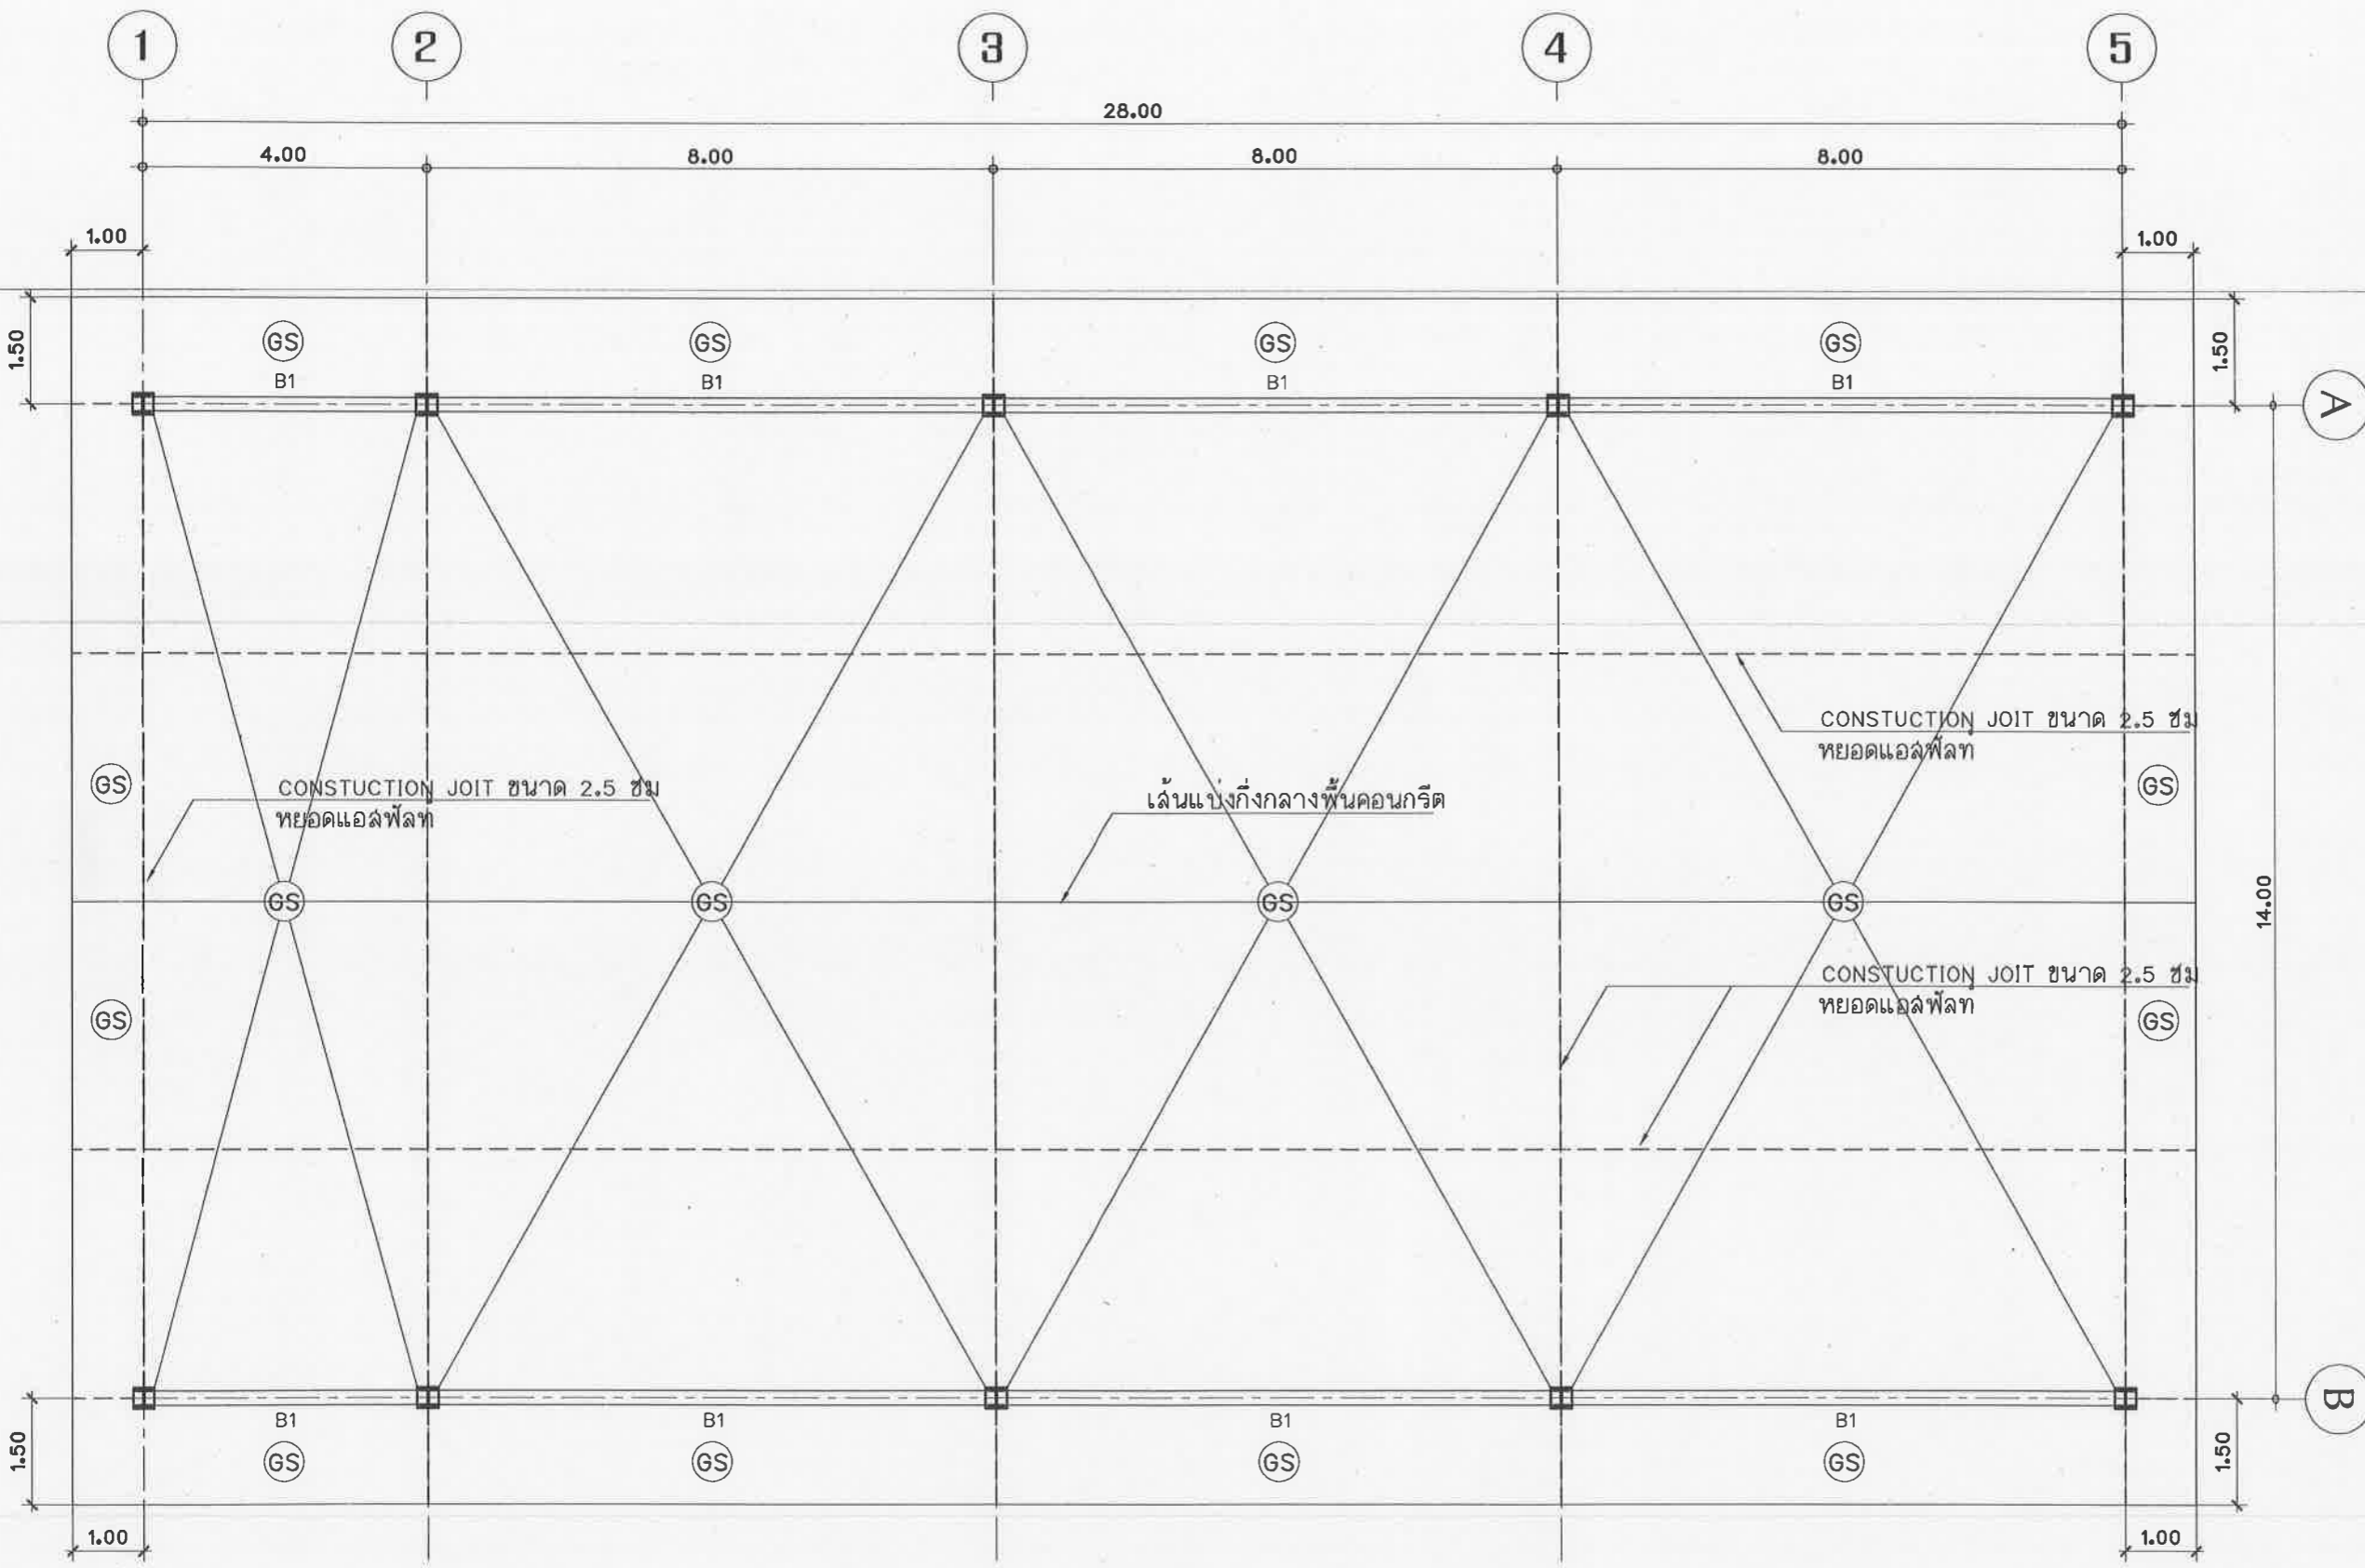 1 2 3 4 5
28.00
4.00 8.00 8.00 8.00
1.00 1.00
1.50 GS GS GS GS 1.50
B1 B1 B1 B1
A
CONSTUCTION JOIT ขนาด 2.5 ซม
หยอดแอสฟัลท
GS GS
CONSTUCTION JOIT ขนาด 2.5 ซม
หยอดแอสฟัลท
เส้นแบ่งกึ่งกลางพื้นคอนกรีต
GS GS GS GS
14.00
CONSTUCTION JOIT ขนาด 2.5 ซม
หยอดแอสฟัลท
GS GS
B
B1 B1 B1 B1
1.50 GS GS GS GS 1.50
1.00 1.00